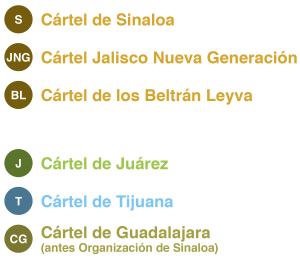 S Cártel de Sinaloa
JNG Cártel Jalisco Nueva Generación
BL Cártel de los Beltrán Leyva
J Cártel de Juárez
T Cártel de Tijuana
CG Cártel de Guadalajara
(antes Organización de Sinaloa)